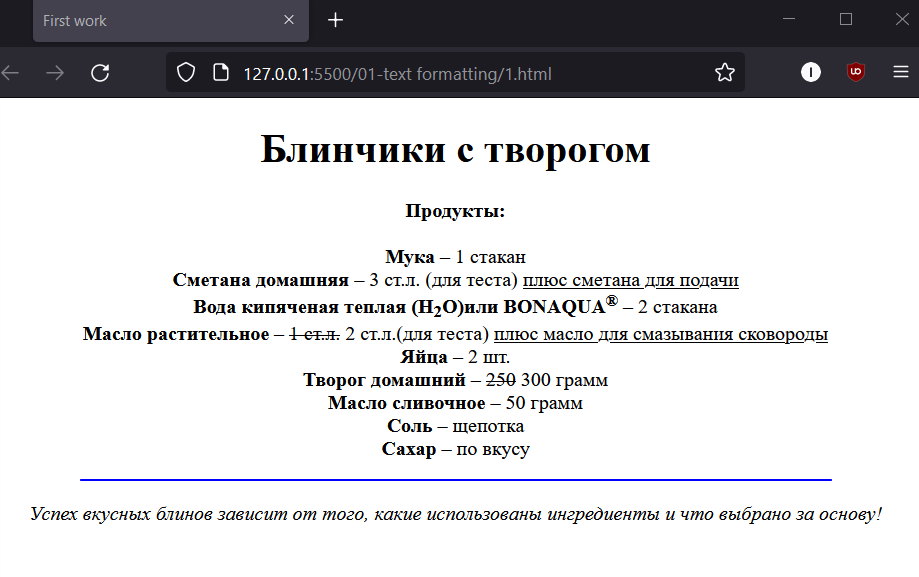 First work
127.0.0.1:5500/01-text formatting/1.html
Блинчики с творогом
Продукты:
Мука – 1 стакан
Сметана домашняя – 3 ст.л. (для теста) плюс сметана для подачи
Вода кипяченая теплая (H₂O)или BONAQUA® – 2 стакана
Масло растительное – 1 ст.л. 2 ст.л.(для теста) плюс масло для смазывания сковороды
Яйца – 2 шт.
Творог домашний – 250 300 грамм
Масло сливочное – 50 грамм
Соль – щепотка
Сахар – по вкусу
Успех вкусных блинов зависит от того, какие использованы ингредиенты и что выбрано за основу!